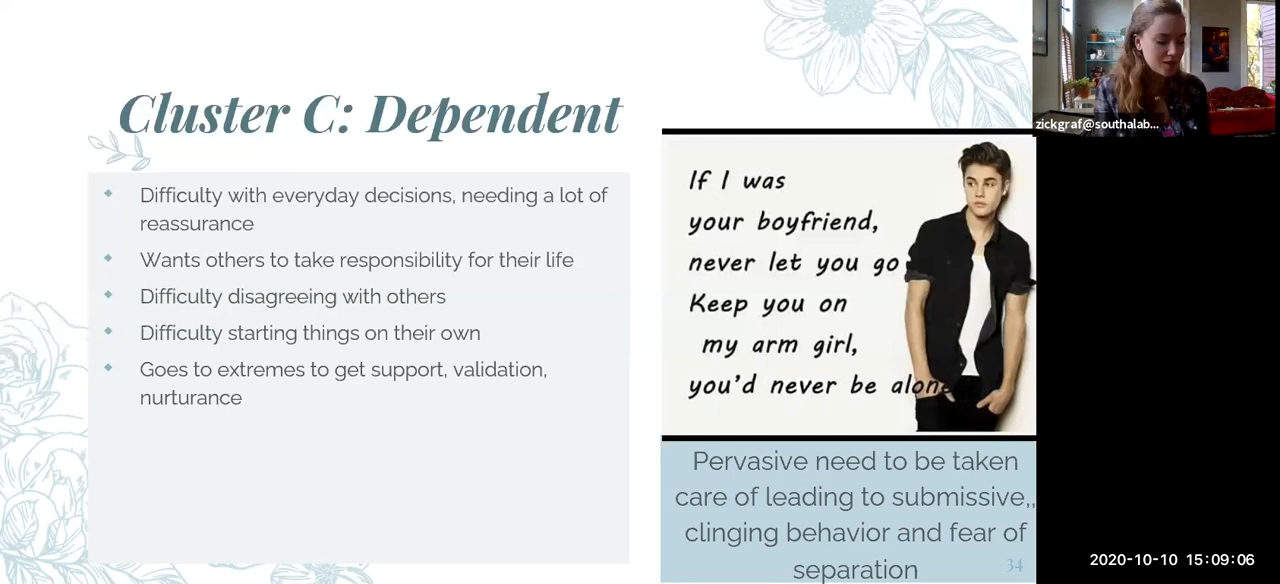 Cluster C: Dependent
Difficulty with everyday decisions, needing a lot of
reassurance
Wants others to take responsibility for their life
Difficulty disagreeing with others
Difficulty starting things on their own
Goes to extremes to get support, validation,
nurturance
If I was
your boyfriend,
never let you go
Keep you on
my arm girl,
you'd never be alone
Pervasive need to be taken
care of leading to submissive,,
clinging behavior and fear of
separation
34
zickgraf@southalab...
2020-10-10 15:09:06